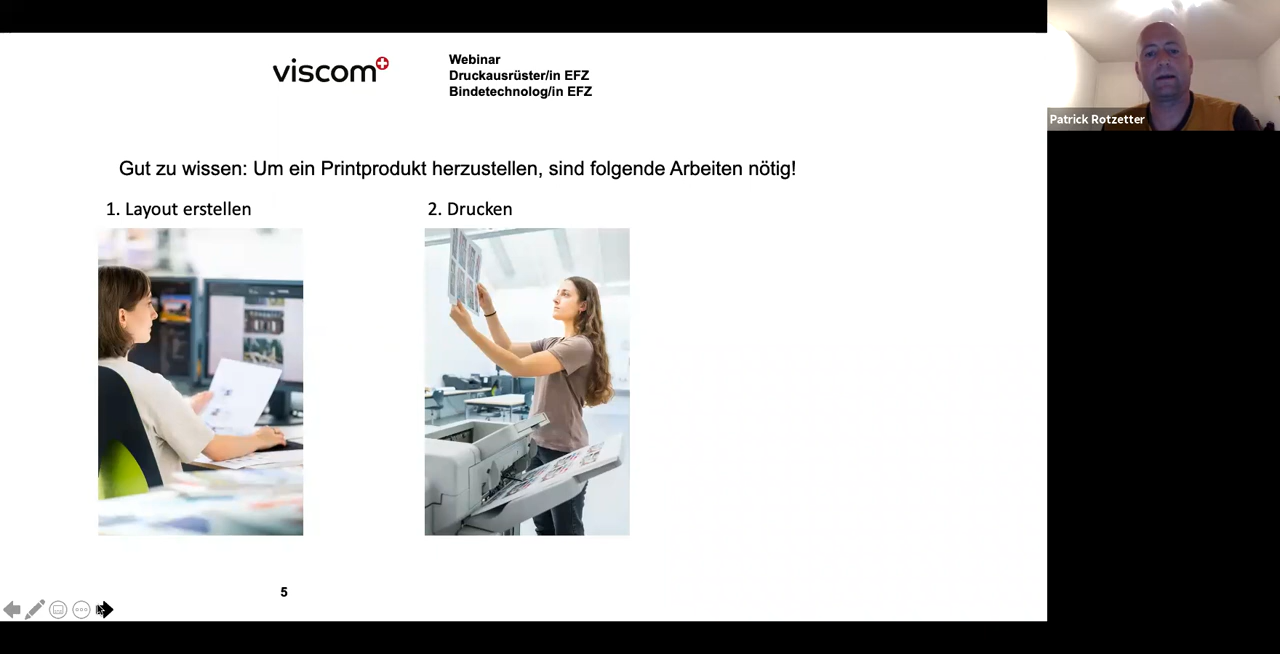 viscom
Webinar
Druckausrüster/in EFZ
Bindetechnolog/in EFZ
Patrick Rotzetter
Gut zu wissen: Um ein Printprodukt herzustellen, sind folgende Arbeiten nötig!
1. Layout erstellen
2. Drucken
5